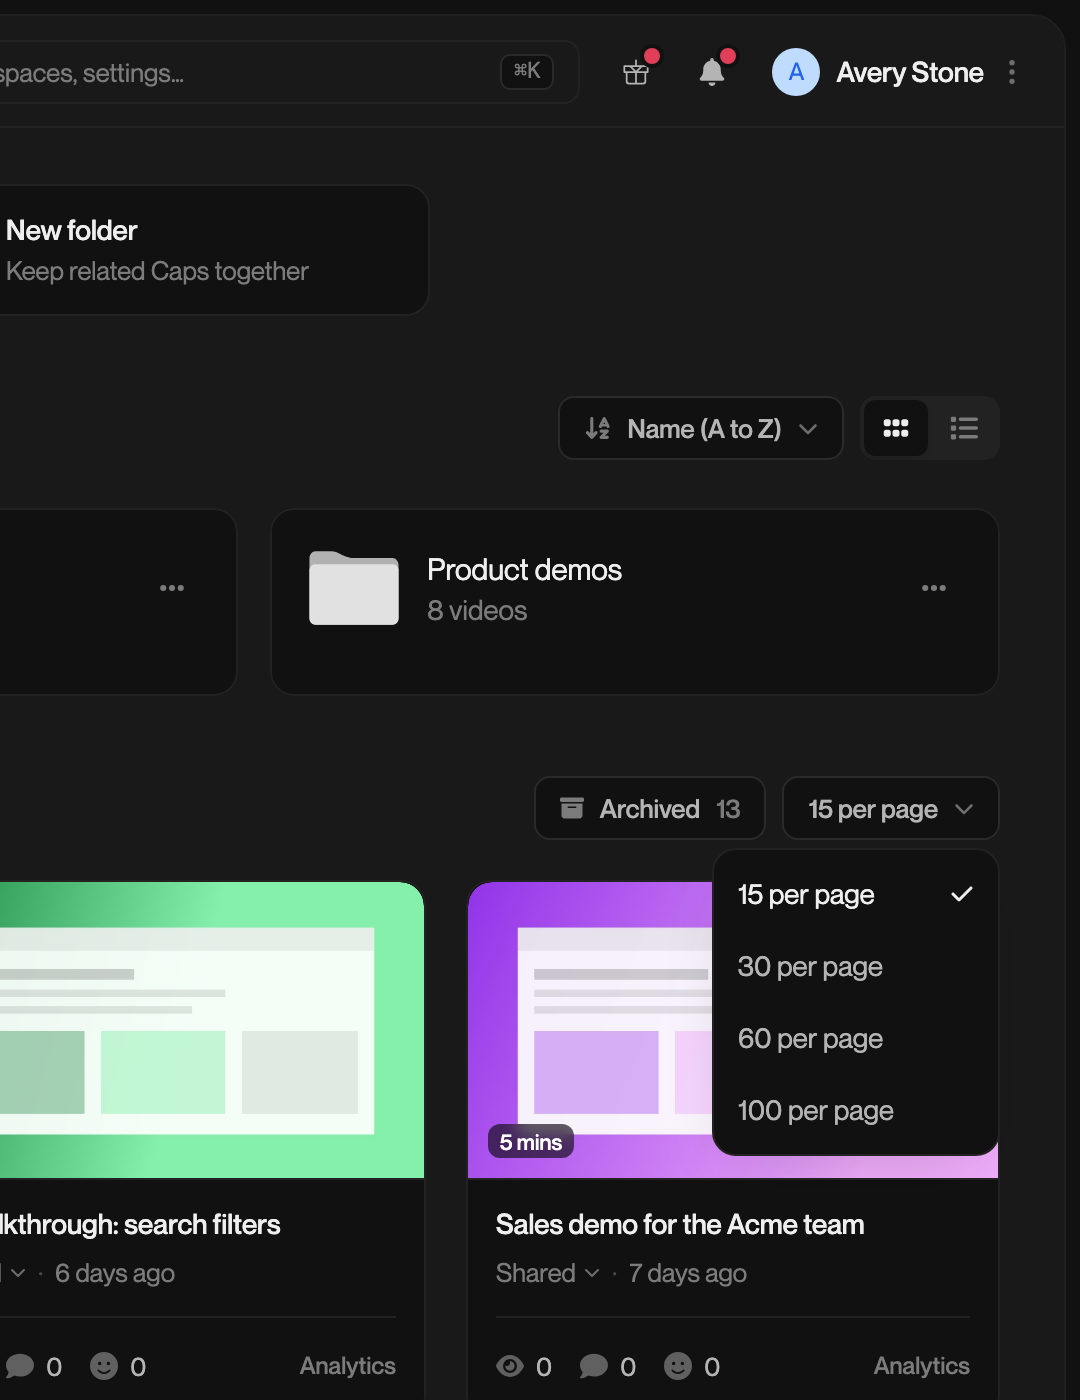 spaces, settings...
⌘K
A
Avery Stone
New folder
Keep related Caps together
Name (A to Z)
Product demos
8 videos
Archived 13
15 per page
15 per page
30 per page
60 per page
100 per page
5 mins
lkthrough: search filters
6 days ago
0
0
Analytics
Sales demo for the Acme team
Shared · 7 days ago
0
0
0
Analytics